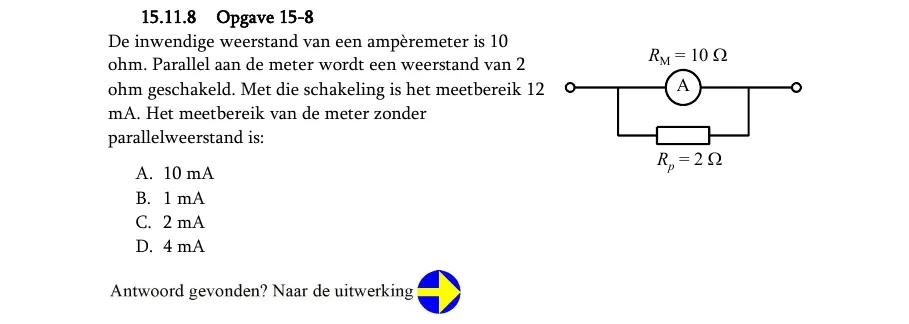 15.11.8 Opgave 15-8
De inwendige weerstand van een ampèremeter is 10
ohm. Parallel aan de meter wordt een weerstand van 2
ohm geschakeld. Met die schakeling is het meetbereik 12
mA. Het meetbereik van de meter zonder
parallelweerstand is:
A. 10 mA
B. 1 mA
C. 2 mA
D. 4 mA
Antwoord gevonden? Naar de uitwerking
R_M = 10 Ω
A
R_p = 2 Ω